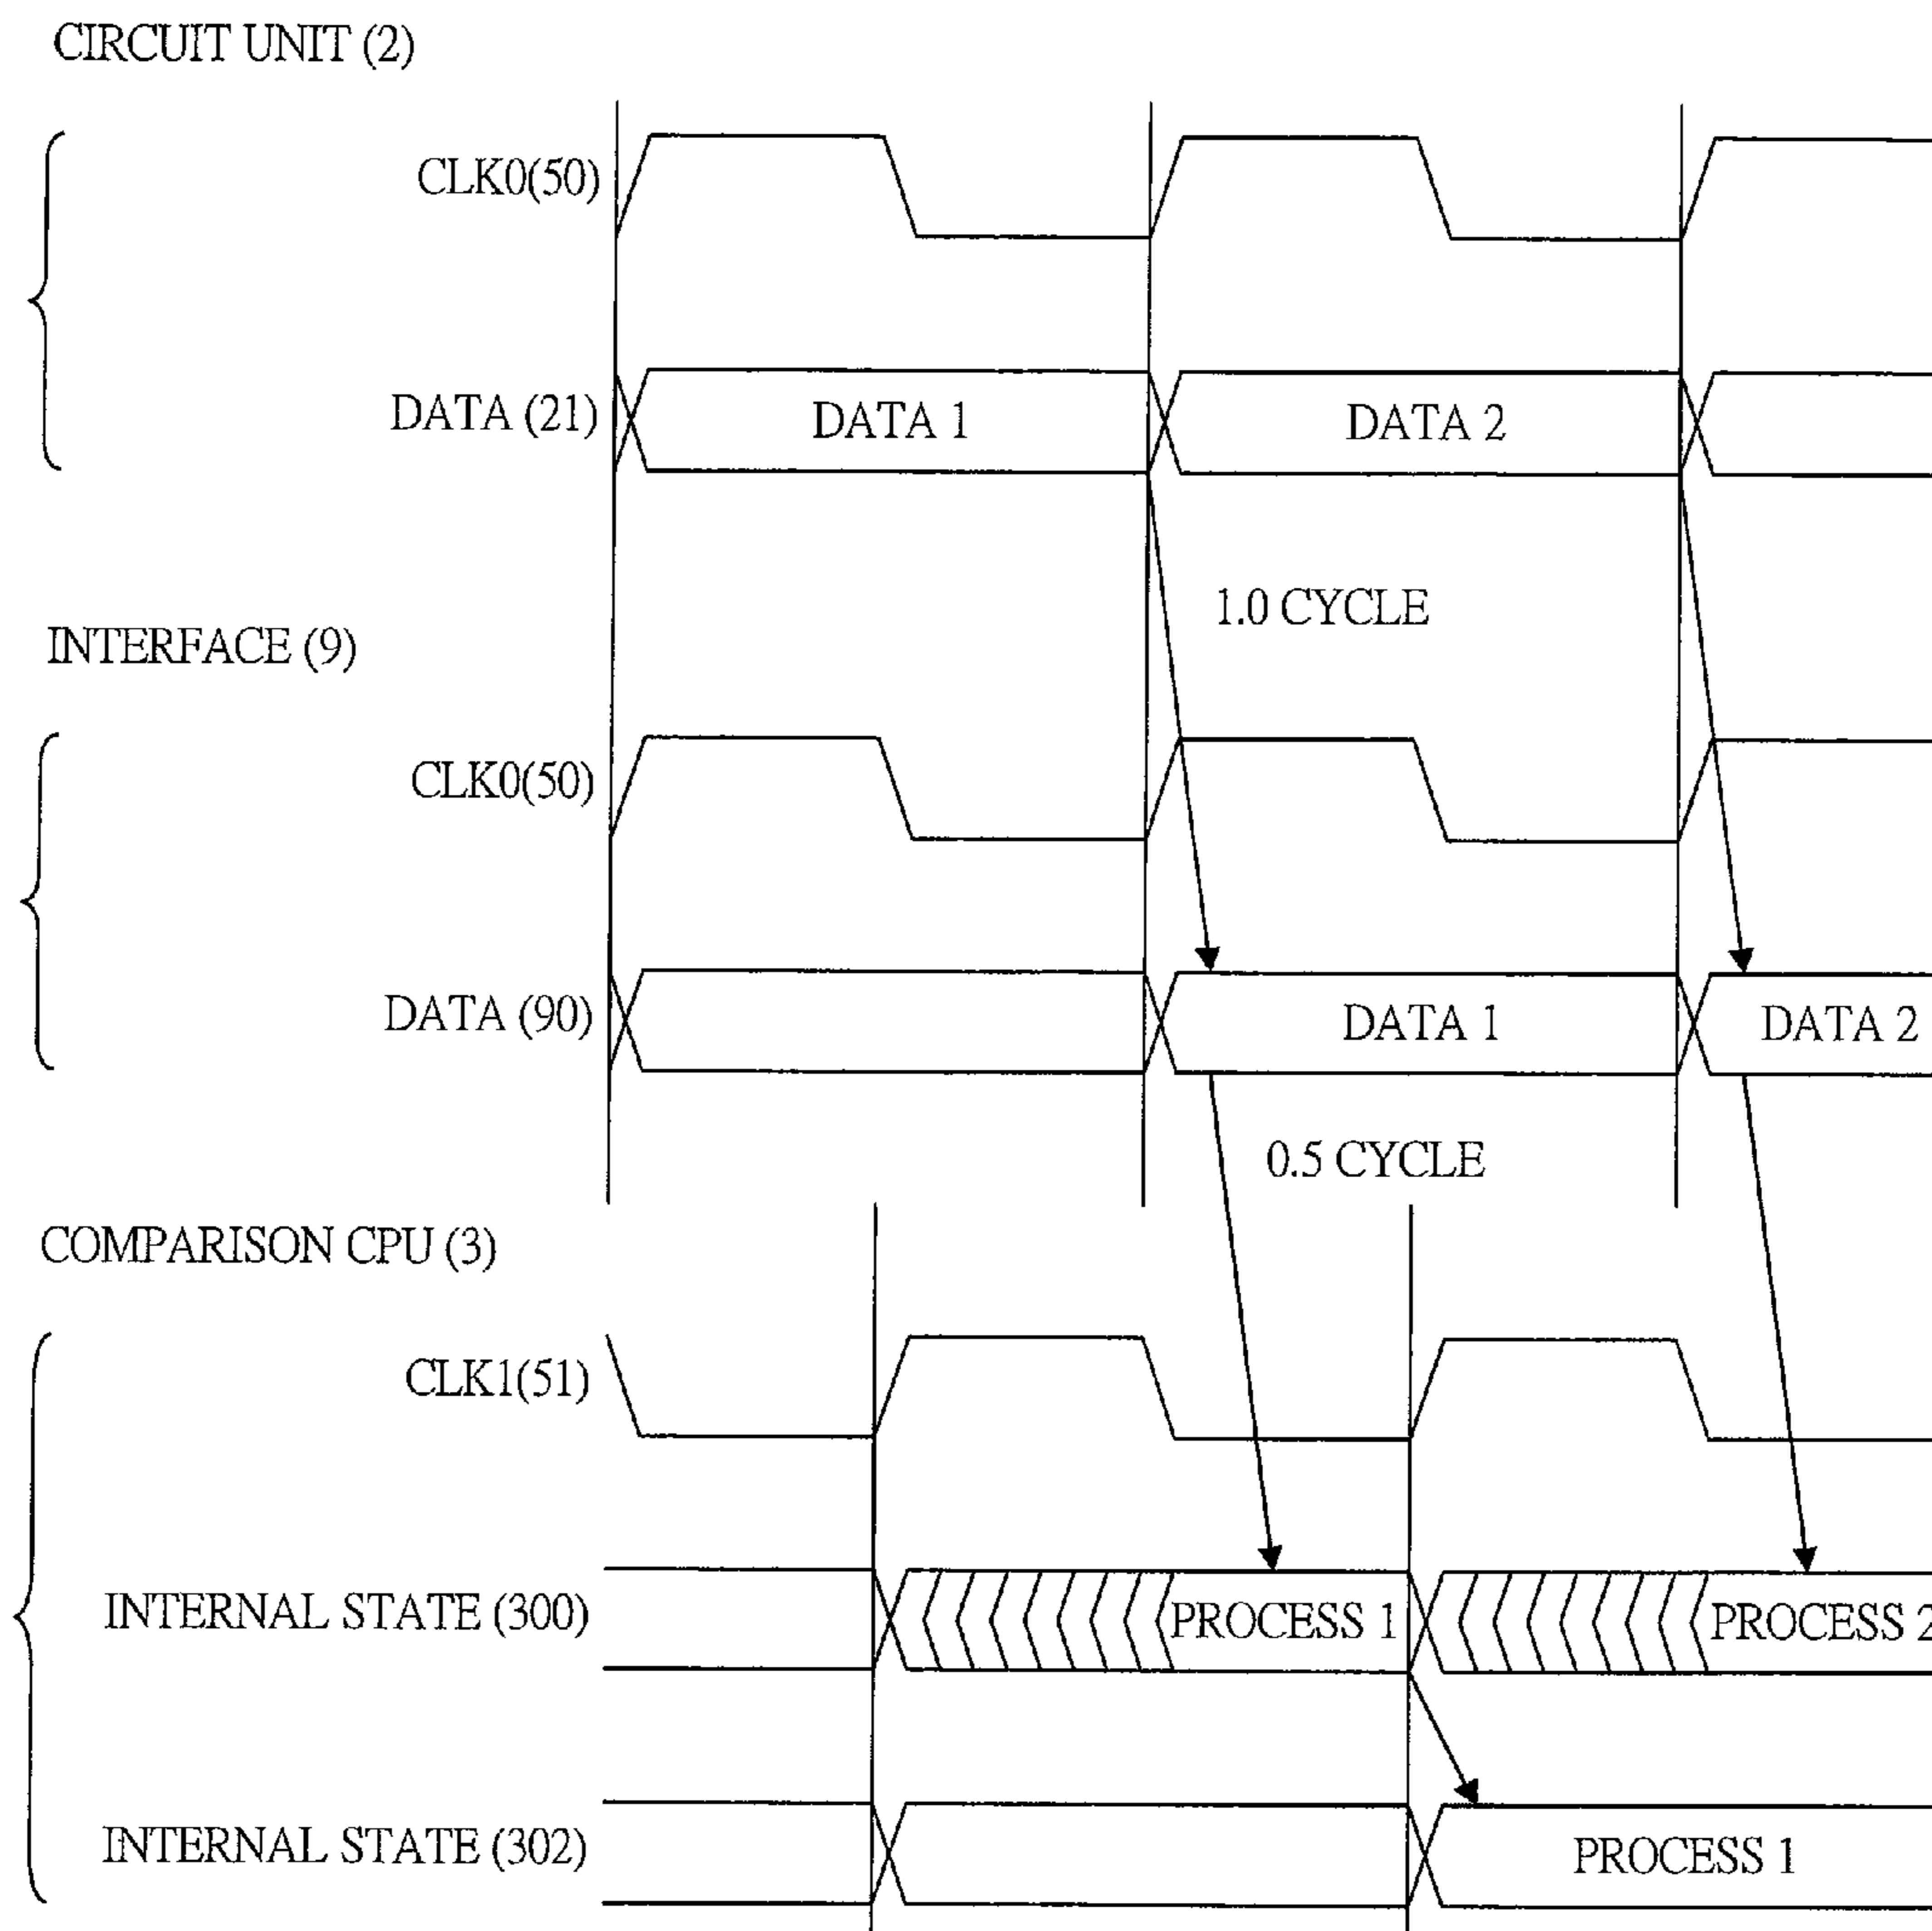 CIRCUIT UNIT (2)
CLK0(50)
DATA (21)
DATA 1
DATA 2
1.0 CYCLE
INTERFACE (9)
CLK0(50)
DATA (90)
DATA 1
DATA 2
0.5 CYCLE
COMPARISON CPU (3)
CLK1(51)
INTERNAL STATE (300)
PROCESS 1
PROCESS 2
INTERNAL STATE (302)
PROCESS 1